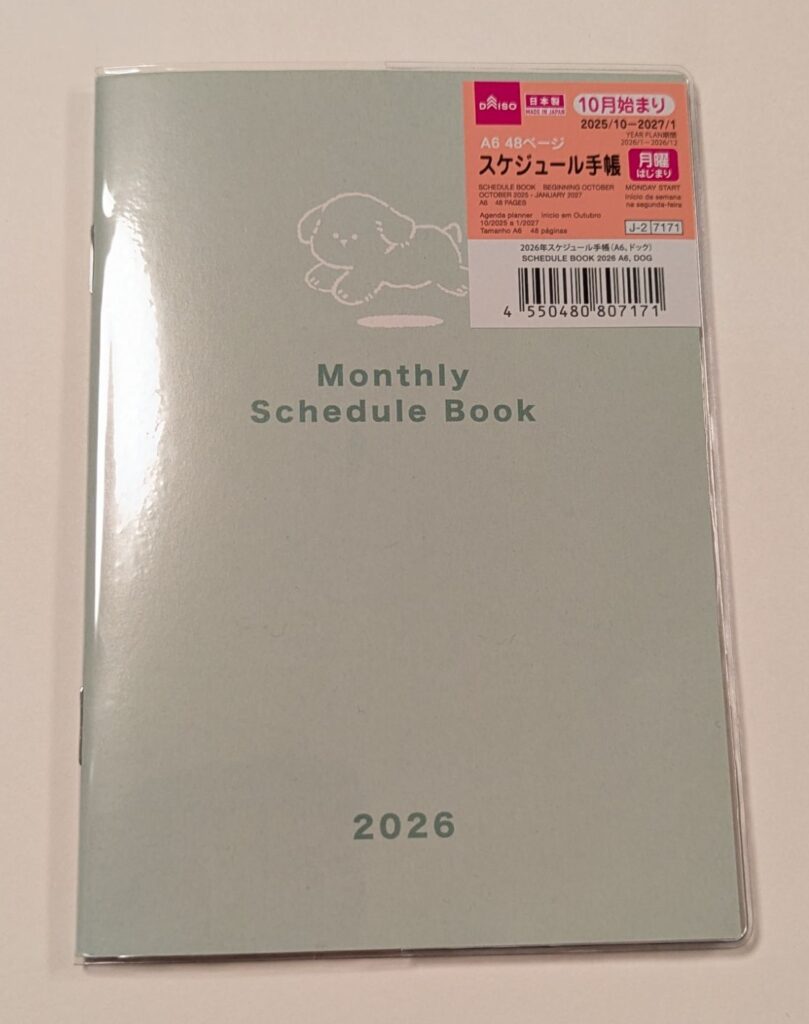 DAISO
日本製
MADE IN JAPAN
10月始まり
2025/10－2027/1
YEAR PLAN期間
2026/1－2026/12
A6 48ページ
スケジュール手帳
月曜
はじまり
SCHEDULE BOOK BEGINNING OCTOBER
OCTOBER 2025 - JANUARY 2027
A6 48 PAGES
MONDAY START
Início da semana
na segunda-feira
Agenda planner início em Outubro
10/2025 a 1/2027
Tamanho A6 48 páginas
J-2 7171
2026年スケジュール手帳(A6、ドッグ)
SCHEDULE BOOK 2026 A6, DOG
4 550480 807171
Monthly
Schedule Book
2026